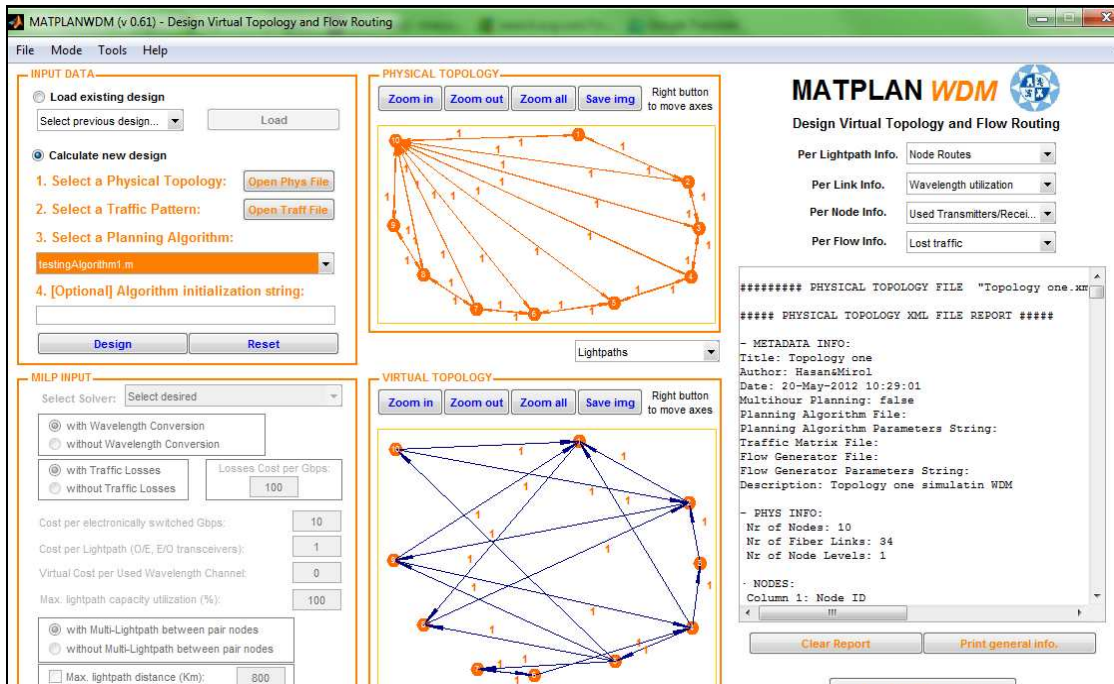 MATPLANWDM (v 0.61) - Design Virtual Topology and Flow Routing
File Mode Tools Help
INPUT DATA
Load existing design
Select previous design...
Load
Calculate new design
1. Select a Physical Topology:
Open Phys File
2. Select a Traffic Pattern:
Open Traff File
3. Select a Planning Algorithm:
testingAlgorithm1.m
4. [Optional] Algorithm initialization string:
Design
Reset
MILP INPUT
Select Solver:
Select desired
with Wavelength Conversion
without Wavelength Conversion
with Traffic Losses
without Traffic Losses
Losses Cost per Gbps:
100
Cost per electronically switched Gbps:
10
Cost per Lightpath (O/E, E/O transceivers):
1
Virtual Cost per Used Wavelength Channel:
0
Max. lightpath capacity utilization (%):
100
with Multi-Lightpath between pair nodes
without Multi-Lightpath between pair nodes
Max. lightpath distance (Km):
800
PHYSICAL TOPOLOGY
Zoom in
Zoom out
Zoom all
Save img
Right button
to move axes
Lightpaths
VIRTUAL TOPOLOGY
Zoom in
Zoom out
Zoom all
Save img
Right button
to move axes
MATPLAN WDM
Design Virtual Topology and Flow Routing
Per Lightpath Info.
Node Routes
Per Link Info.
Wavelength utilization
Per Node Info.
Used Transmitters/Recei...
Per Flow Info.
Lost traffic
######### PHYSICAL TOPOLOGY FILE "Topology one.xm
##### PHYSICAL TOPOLOGY XML FILE REPORT #####
- METADATA INFO:
Title: Topology one
Author: Hasan&Mirol
Date: 20-May-2012 10:29:01
Multihour Planning: false
Planning Algorithm File:
Planning Algorithm Parameters String:
Traffic Matrix File:
Flow Generator File:
Flow Generator Parameters String:
Description: Topology one simulatin WDM
- PHYS INFO:
Nr of Nodes: 10
Nr of Fiber Links: 34
Nr of Node Levels: 1
- NODES:
Column 1: Node ID
Clear Report
Print general info.